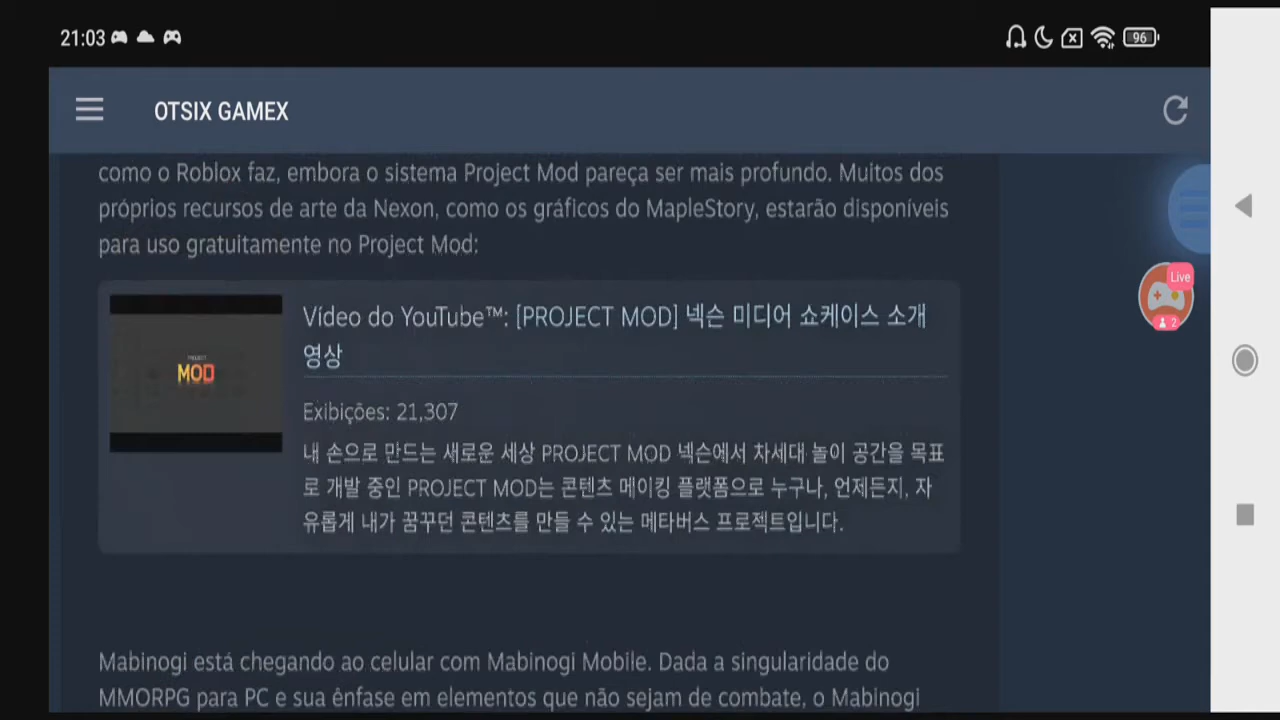 21:03
96
OTSIX GAMEX
como o Roblox faz, embora o sistema Project Mod pareça ser mais profundo. Muitos dos
próprios recursos de arte da Nexon, como os gráficos do MapleStory, estarão disponíveis
para uso gratuitamente no Project Mod:
Live
2
PROJECT
MOD
Vídeo do YouTube™: [PROJECT MOD] 넥슨 미디어 쇼케이스 소개
영상
Exibições: 21,307
내 손으로 만드는 새로운 세상 PROJECT MOD 넥슨에서 차세대 놀이 공간을 목표
로 개발 중인 PROJECT MOD는 콘텐츠 메이킹 플랫폼으로 누구나, 언제든지, 자
유롭게 내가 꿈꾸던 콘텐츠를 만들 수 있는 메타버스 프로젝트입니다.
Mabinogi está chegando ao celular com Mabinogi Mobile. Dada a singularidade do
MMORPG para PC e sua ênfase em elementos que não sejam de combate, o Mabinogi